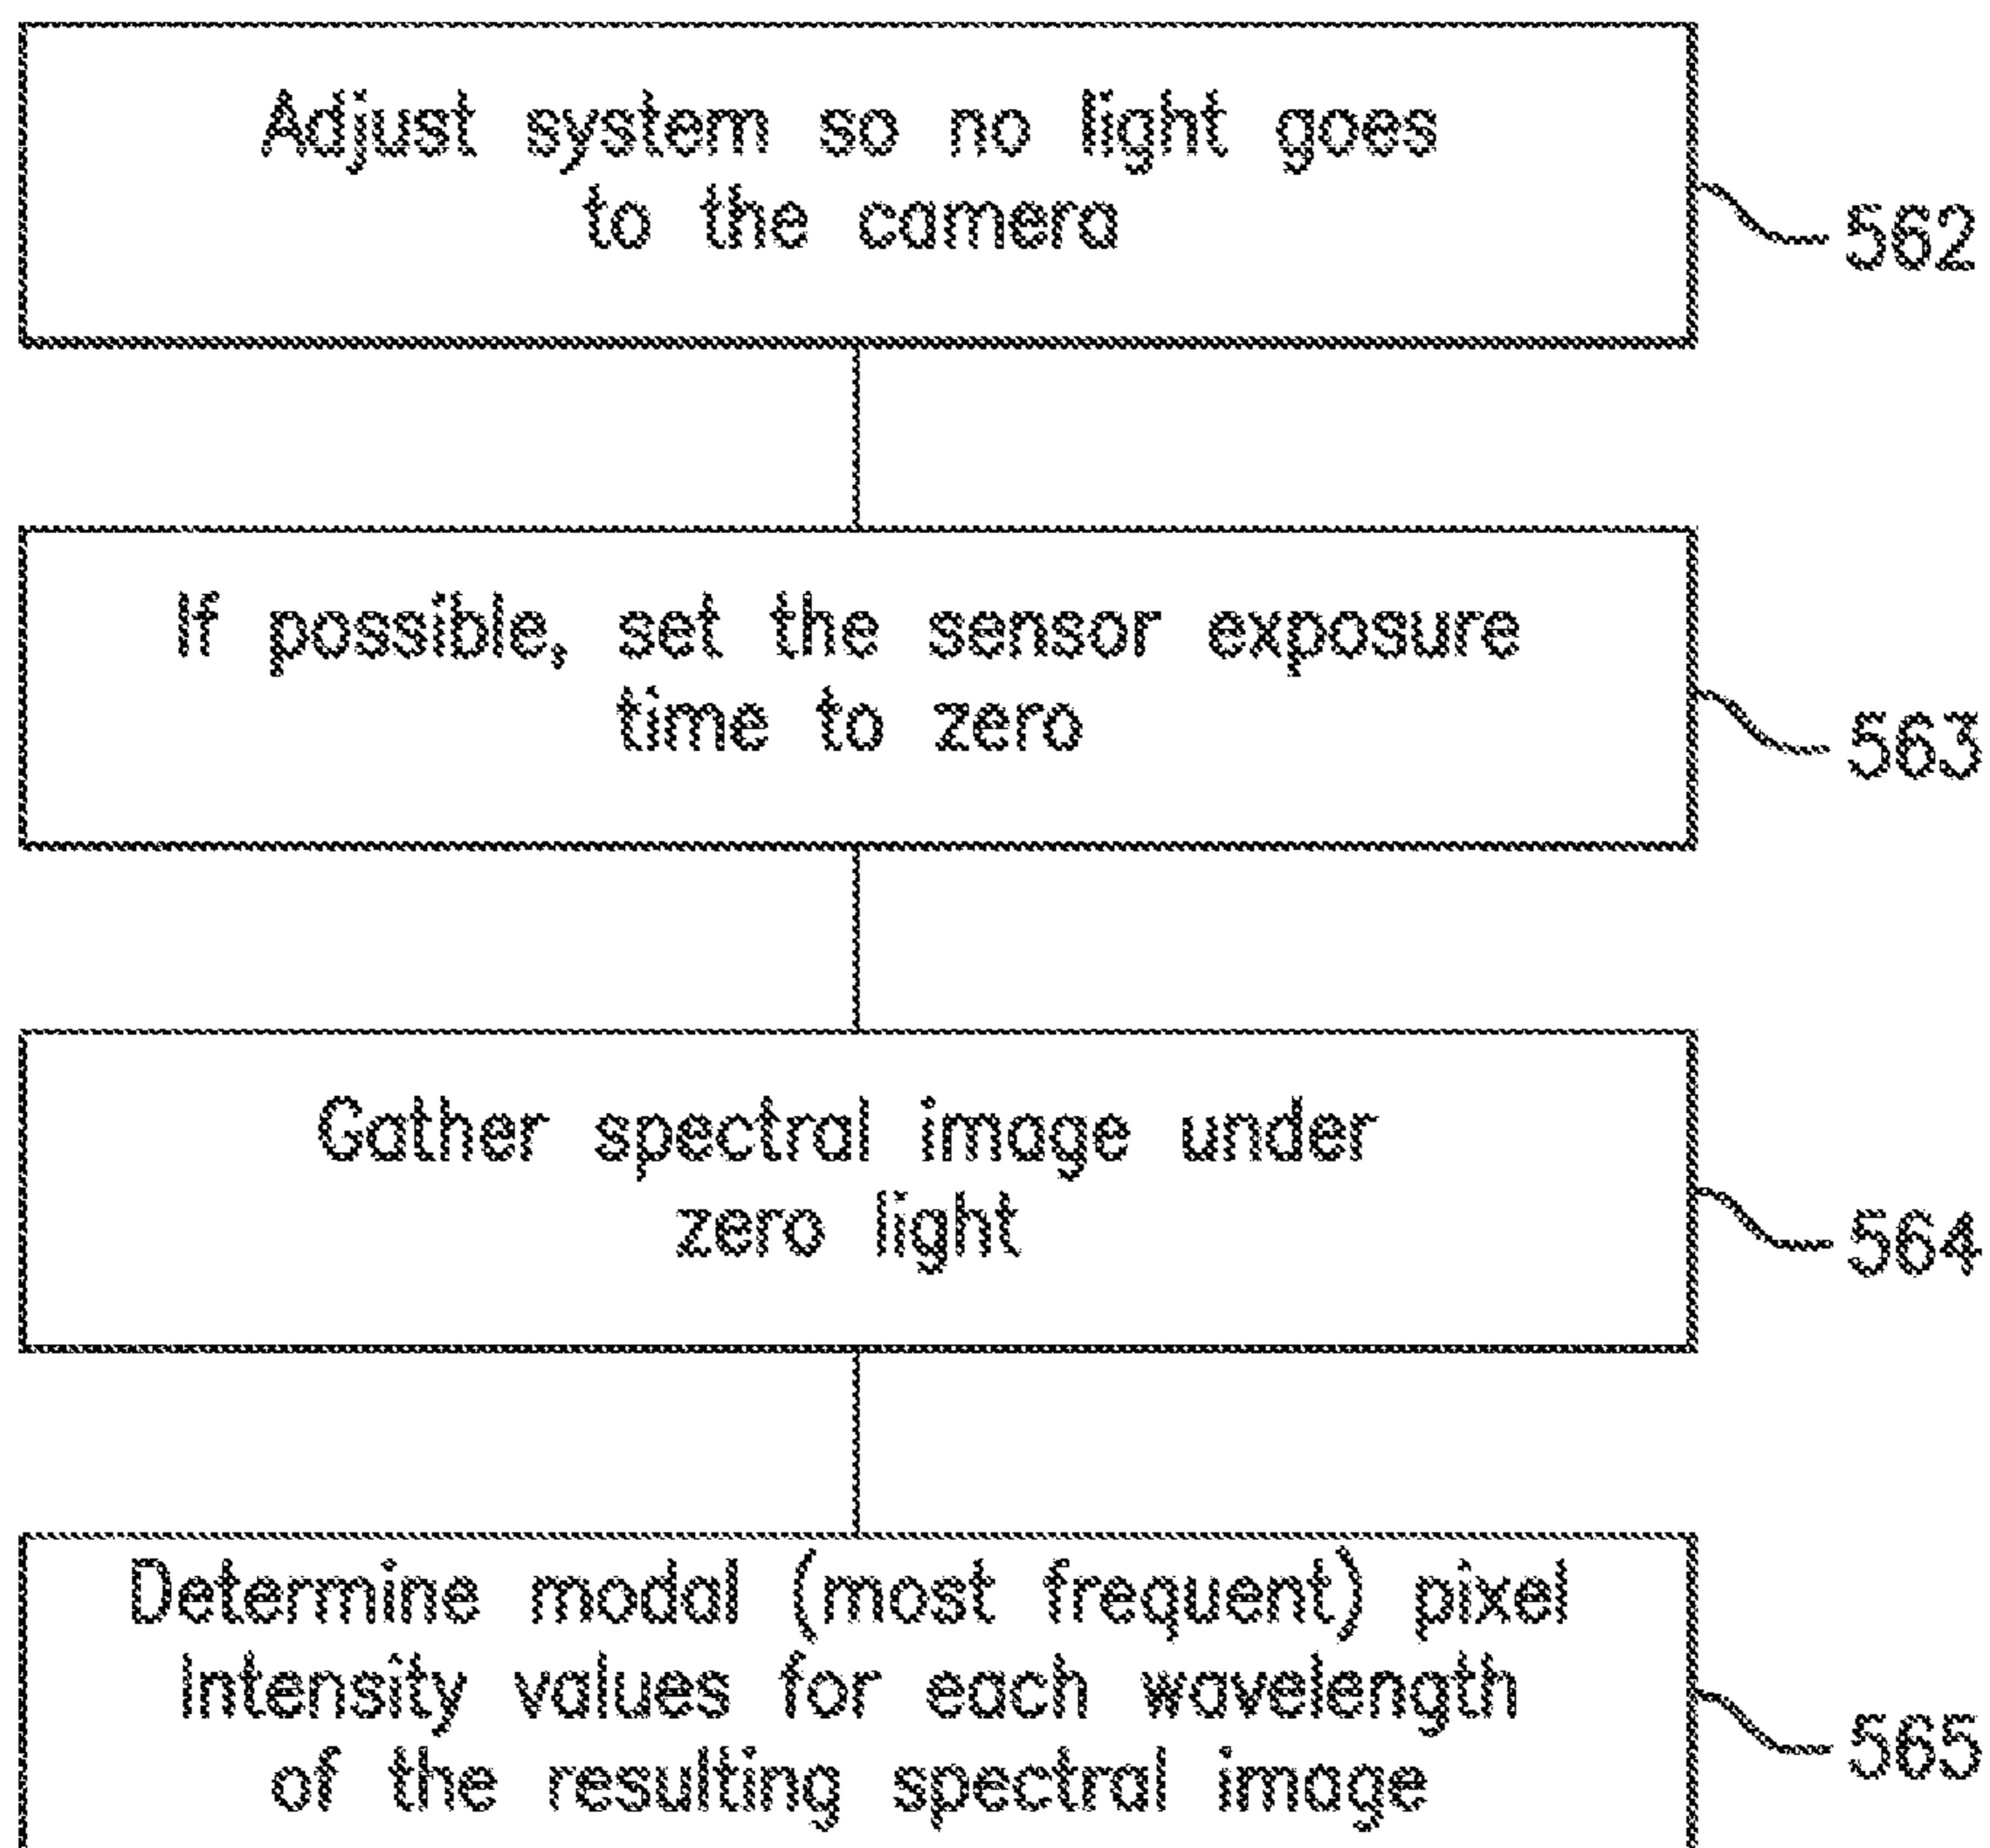 Adjust system so no light goes
to the camera
562
If possible, set the sensor exposure
time to zero
563
Gather spectral image under
zero light
564
Determine modal (most frequent) pixel
intensity values for each wavelength
of the resulting spectral image
565